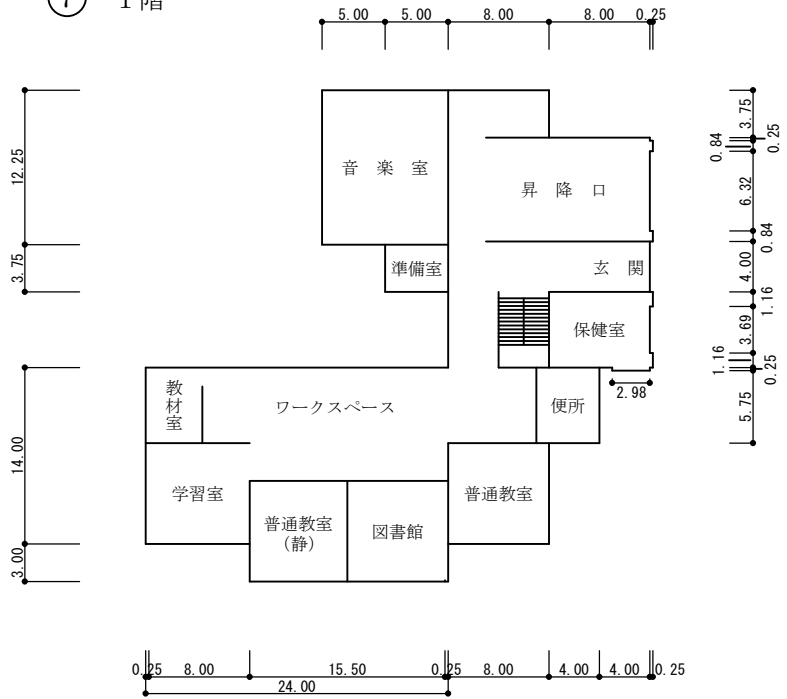 ⑦ 1階
5.00 5.00 8.00 8.00 0.25
12.25
3.75
14.00
3.00
音 楽 室
昇 降 口
準備室
玄 関
保健室
教材室
ワークスペース
便所
学習室
普通教室
(静)
図書館
普通教室
2.98
3.75
0.25
0.84
6.32
0.84
4.00
1.16
3.69
1.16
0.25
5.75
0.25 8.00 15.50 0.25 8.00 4.00 4.00 0.25
24.00